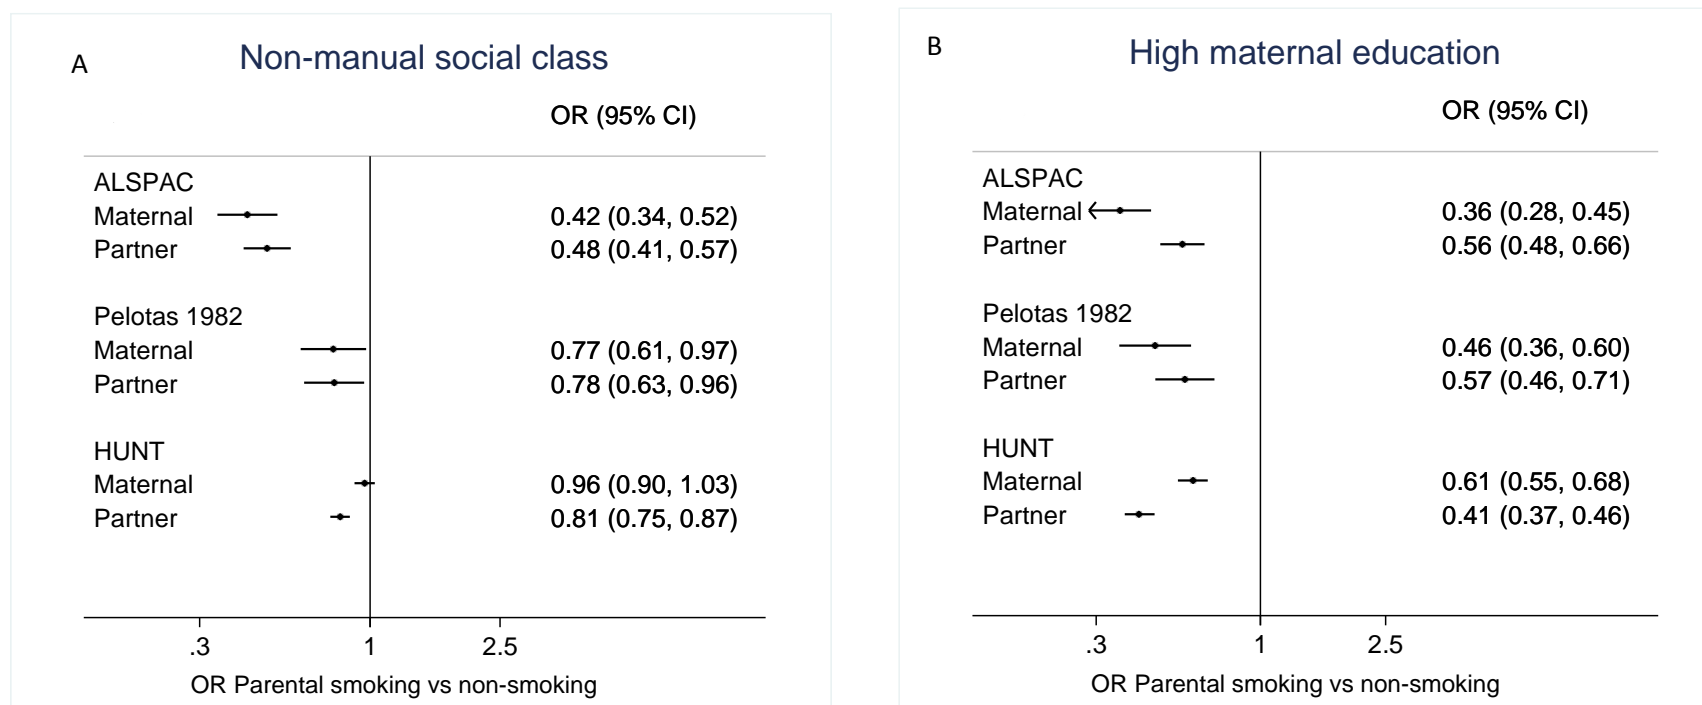 A
Non-manual social class
OR (95% CI)
ALSPAC
Maternal 0.42 (0.34, 0.52)
Partner 0.48 (0.41, 0.57)
Pelotas 1982
Maternal 0.77 (0.61, 0.97)
Partner 0.78 (0.63, 0.96)
HUNT
Maternal 0.96 (0.90, 1.03)
Partner 0.81 (0.75, 0.87)
.3 1 2.5
OR Parental smoking vs non-smoking
B
High maternal education
OR (95% CI)
ALSPAC
Maternal 0.36 (0.28, 0.45)
Partner 0.56 (0.48, 0.66)
Pelotas 1982
Maternal 0.46 (0.36, 0.60)
Partner 0.57 (0.46, 0.71)
HUNT
Maternal 0.61 (0.55, 0.68)
Partner 0.41 (0.37, 0.46)
.3 1 2.5
OR Parental smoking vs non-smoking